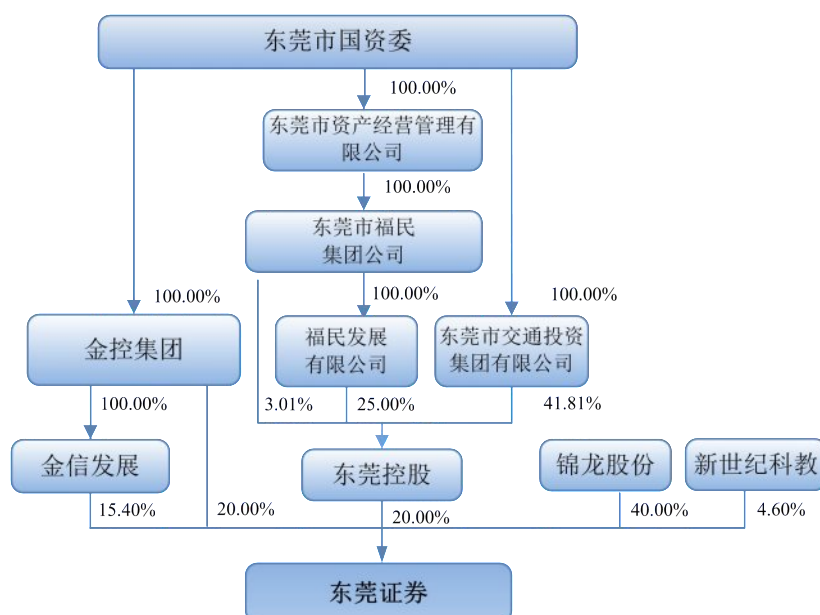 东莞市国资委
100.00%
东莞市资产经营管理有
限公司
100.00%
东莞市福民
集团公司
100.00%
100.00%
100.00%
金控集团
福民发展
有限公司
东莞市交通投资
集团有限公司
100.00%
3.01%
25.00%
41.81%
金信发展
东莞控股
锦龙股份
新世纪科教
15.40%
20.00%
20.00%
40.00%
4.60%
东莞证券